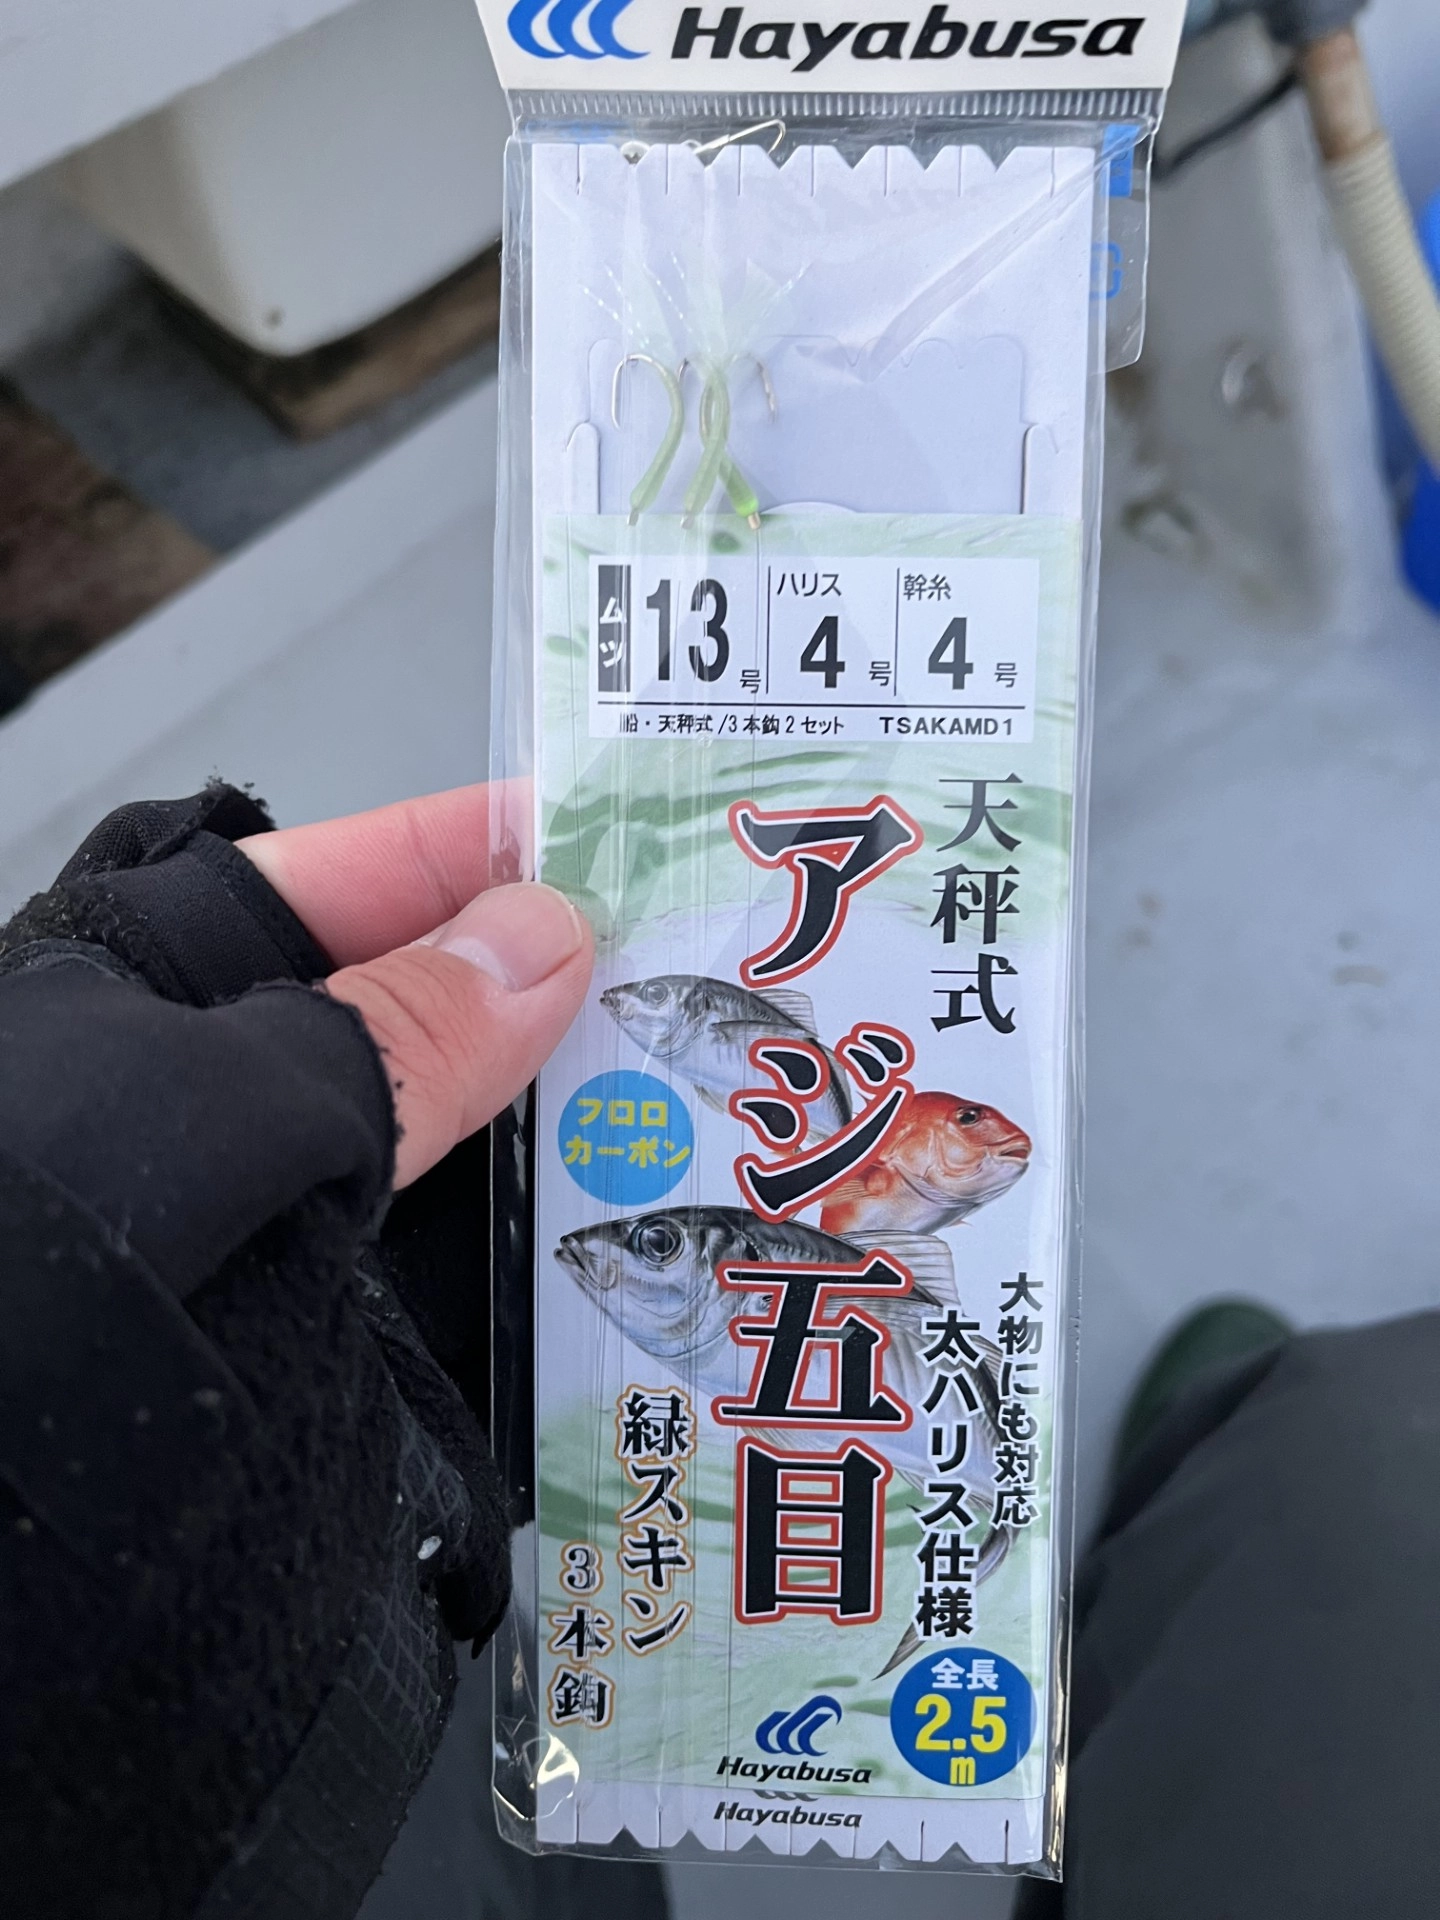 Hayabusa
ムツ 13号 ハリス 4号 幹糸 4号
船・天秤式/3本鈎2セット TSAKAMD1
天秤式
アジ五目
フロロ
カーボン
大物にも対応
太ハリス仕様
緑スキン
3本鈎
全長
2.5
m
Hayabusa
Hayabusa